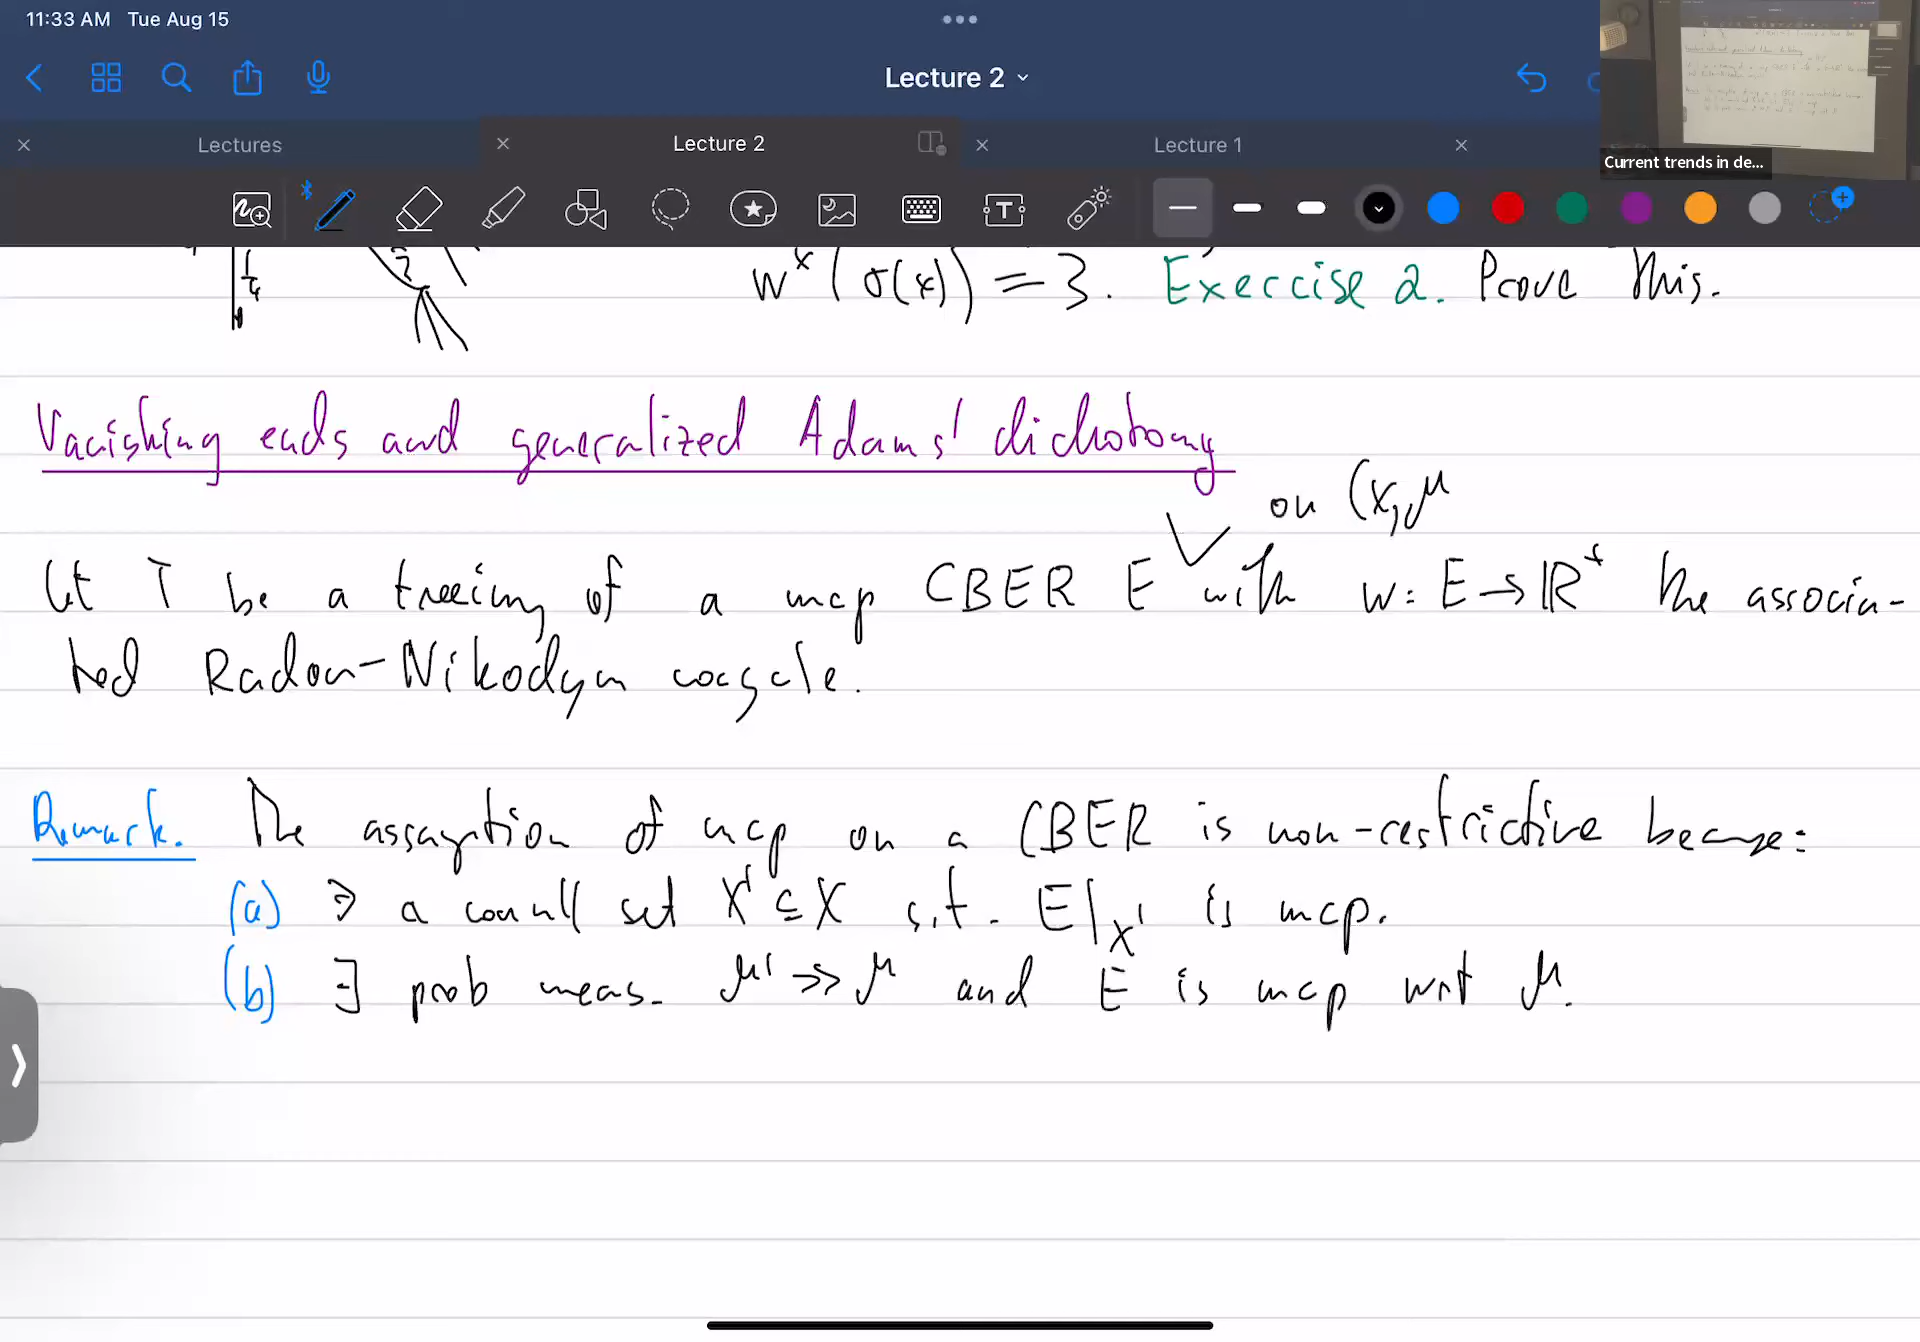 11:33 AM Tue Aug 15
Lecture 2
Lectures
Lecture 2
Lecture 1
Current trends in de...
w^x (σ(x)) = 3. Exercise 2. Prove this.
1/4
Vanishing ends and generalized Adams' dichotomy
on (X, μ
let T be a treeing of a mcp CBER E with w: E → ℝ⁺ the associa-
ted Radon-Nikodym cocycle.
Remark. The assumption of mcp on a CBER is non-restrictive because:
(a) ∃ a conull set X' ⊆ X s.t. E|X' is mcp.
(b) ∃ prob meas. μ' >> μ and E is mcp wrt μ.